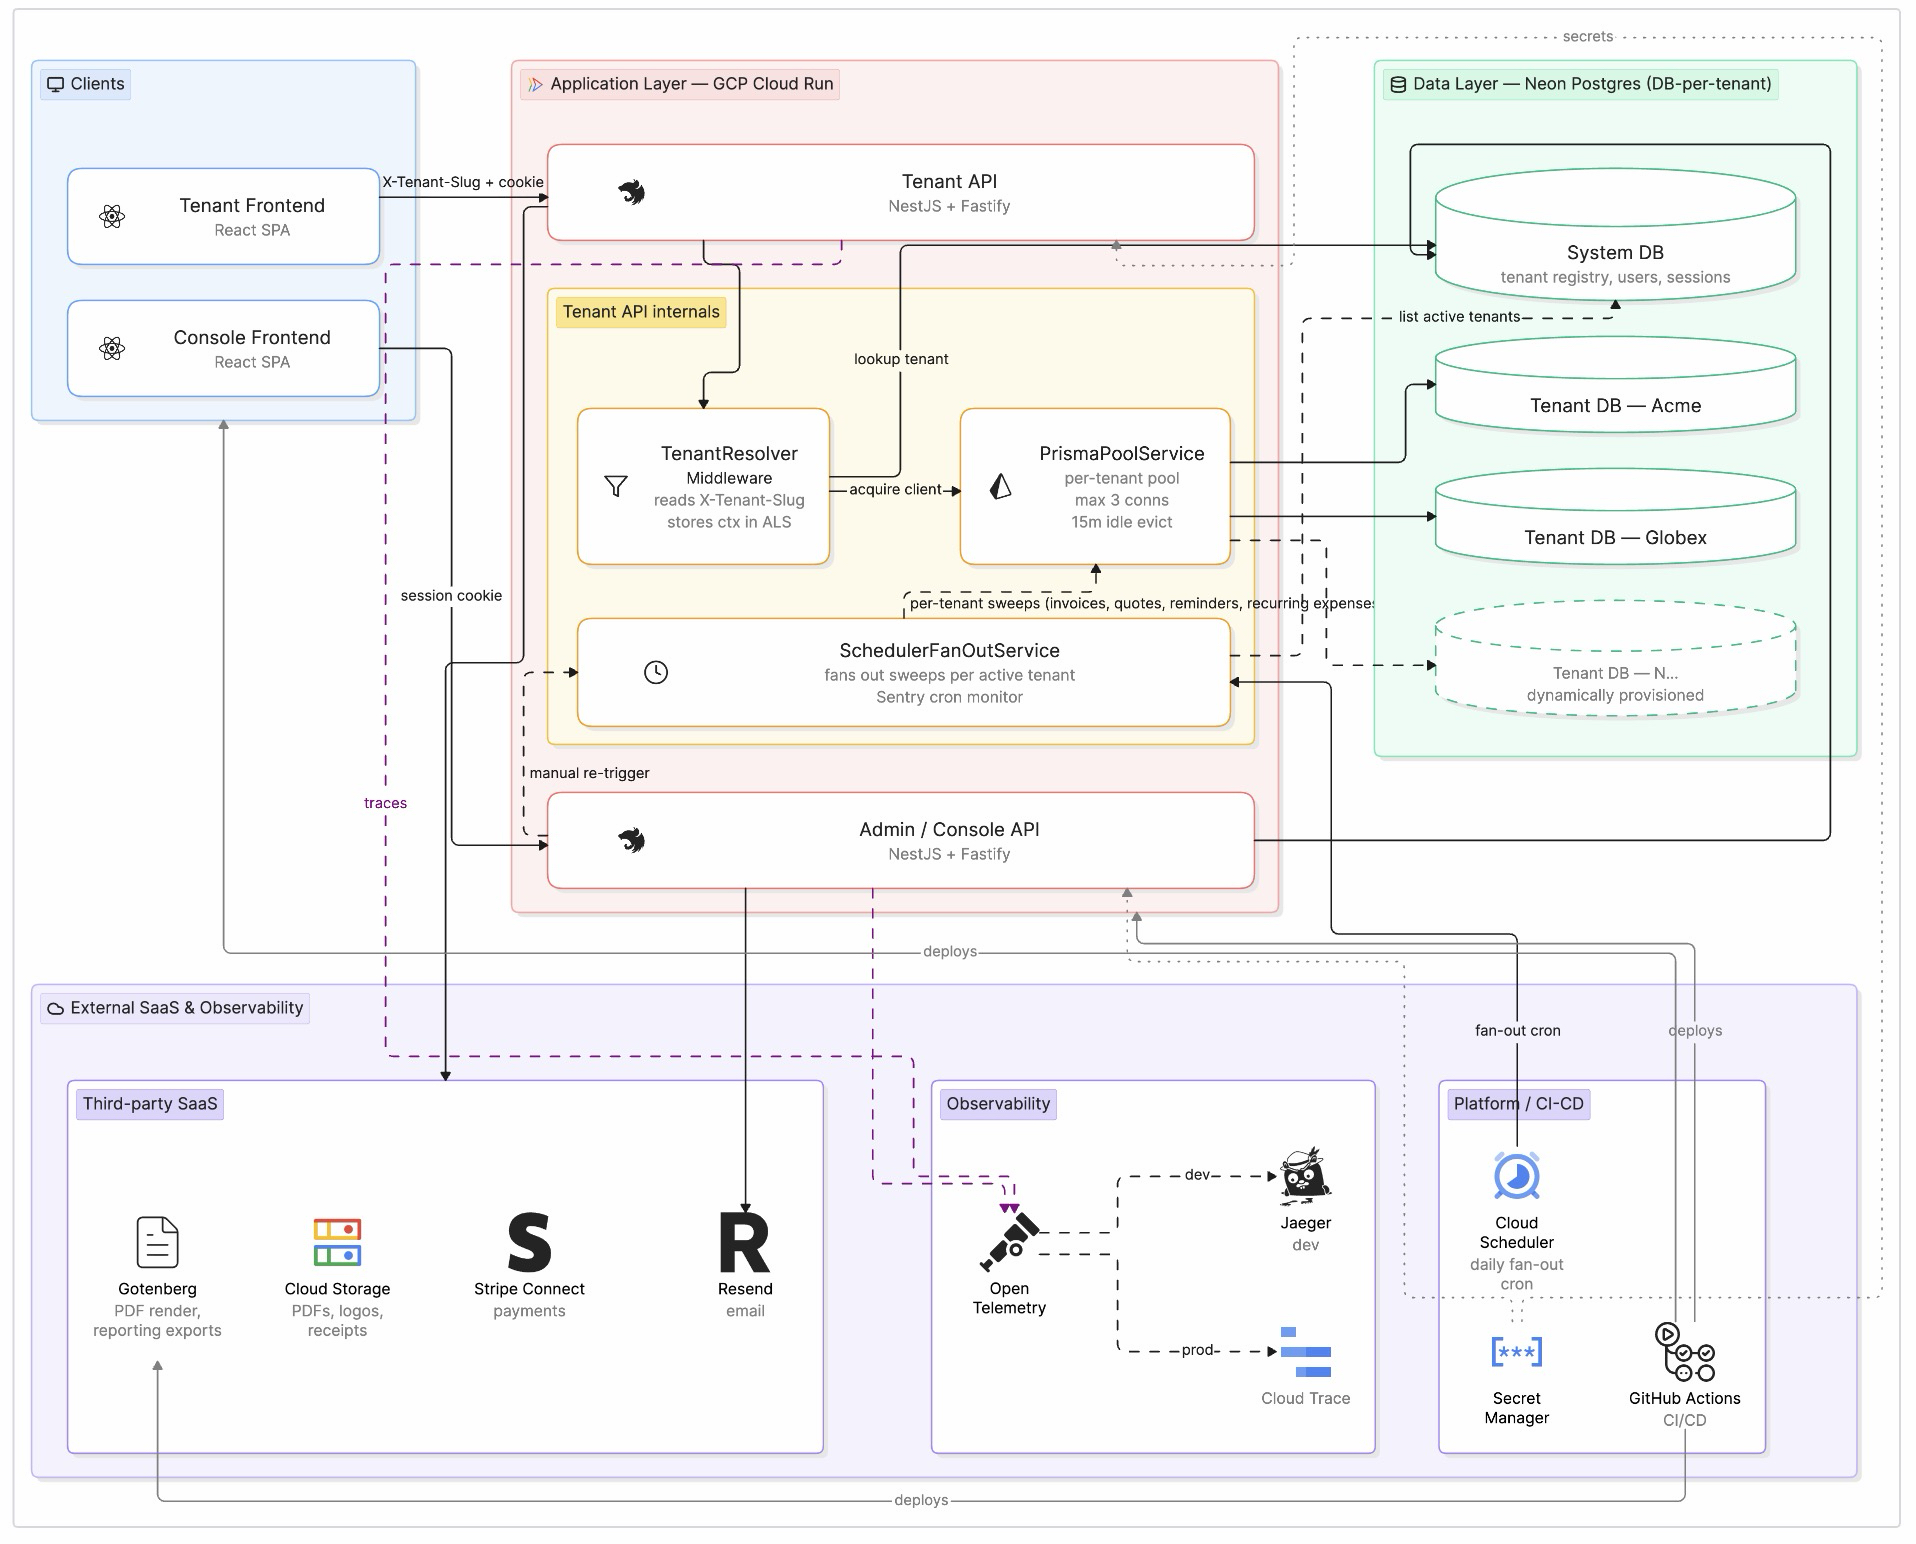 secrets
Clients
Application Layer — GCP Cloud Run
Data Layer — Neon Postgres (DB-per-tenant)
Tenant Frontend
React SPA
X-Tenant-Slug + cookie
Tenant API
NestJS + Fastify
System DB
tenant registry, users, sessions
Console Frontend
React SPA
Tenant API internals
list active tenants
lookup tenant
Tenant DB — Acme
TenantResolver
Middleware
reads X-Tenant-Slug
stores ctx in ALS
acquire client
PrismaPoolService
per-tenant pool
max 3 conns
15m idle evict
Tenant DB — Globex
session cookie
per-tenant sweeps (invoices, quotes, reminders, recurring expenses
SchedulerFanOutService
fans out sweeps per active tenant
Sentry cron monitor
Tenant DB — N...
dynamically provisioned
manual re-trigger
traces
Admin / Console API
NestJS + Fastify
deploys
External SaaS & Observability
fan-out cron
deploys
Third-party SaaS
Observability
Platform / CI-CD
Gotenberg
PDF render,
reporting exports
Cloud Storage
PDFs, logos,
receipts
S
Stripe Connect
payments
R
Resend
email
Open
Telemetry
dev
Jaeger
dev
prod
Cloud Trace
Cloud
Scheduler
daily fan-out
cron
[***]
Secret
Manager
GitHub Actions
CI/CD
deploys